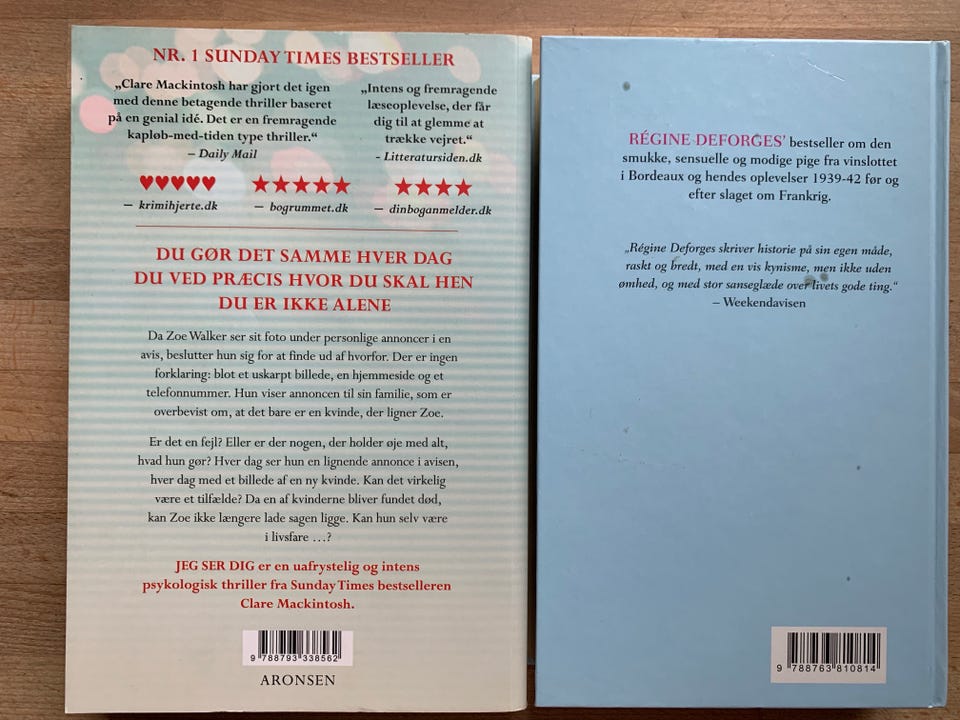 NR. 1 SUNDAY TIMES BESTSELLER
„Clare Mackintosh har gjort det igen
med denne betagende thriller baseret
på en genial idé. Det er en fremragende
kapløb-med-tiden type thriller.“
– Daily Mail
„Intens og fremragende
læseoplevelse, der får
dig til at glemme at
trække vejret.“
- Litteratursiden.dk
♥♥♥♥♥
– krimihjerte.dk
★★★★★
– bogrummet.dk
★★★★
– dinboganmelder.dk
DU GØR DET SAMME HVER DAG
DU VED PRÆCIS HVOR DU SKAL HEN
DU ER IKKE ALENE
Da Zoe Walker ser sit foto under personlige annoncer i en
avis, beslutter hun sig for at finde ud af hvorfor. Der er ingen
forklaring: blot et uskarpt billede, en hjemmeside og et
telefonnummer. Hun viser annoncen til sin familie, som er
overbevist om, at det bare er en kvinde, der ligner Zoe.
Er det en fejl? Eller er der nogen, der holder øje med alt,
hvad hun gør? Hver dag ser hun en lignende annonce i avisen,
hver dag med et billede af en ny kvinde. Kan det virkelig
være et tilfælde? Da en af kvinderne bliver fundet død,
kan Zoe ikke længere lade sagen ligge. Kan hun selv være
i livsfare …?
JEG SER DIG er en uafrystelig og intens
psykologisk thriller fra Sunday Times bestselleren
Clare Mackintosh.
9 788793 338562
ARONSEN
RÉGINE DEFORGES’ bestseller om den
smukke, sensuelle og modige pige fra vinslottet
i Bordeaux og hendes oplevelser 1939-42 før og
efter slaget om Frankrig.
„Régine Deforges skriver historie på sin egen måde,
raskt og bredt, med en vis kynisme, men ikke uden
ømhed, og med stor sanseglæde over livets gode ting.“
– Weekendavisen
9 788763 810814